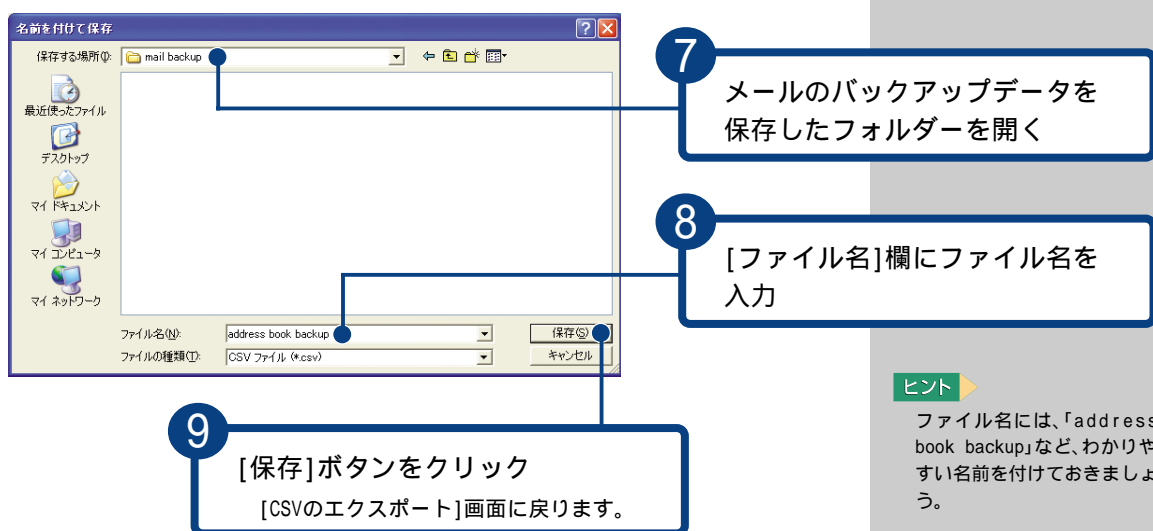 名前を付けて保存
保存する場所(I):
mail backup
最近使ったファイル
デスクトップ
マイ ドキュメント
マイ コンピュータ
マイ ネットワーク
ファイル名(N):
address book backup
保存(S)
ファイルの種類(T):
CSV ファイル (*.csv)
キャンセル
7
メールのバックアップデータを
保存したフォルダーを開く
8
[ファイル名]欄にファイル名を
入力
9
[保存]ボタンをクリック
[CSVのエクスポート]画面に戻ります。
ヒント
ファイル名には、「address
book backup」など、わかりや
すい名前を付けておきましょ
う。